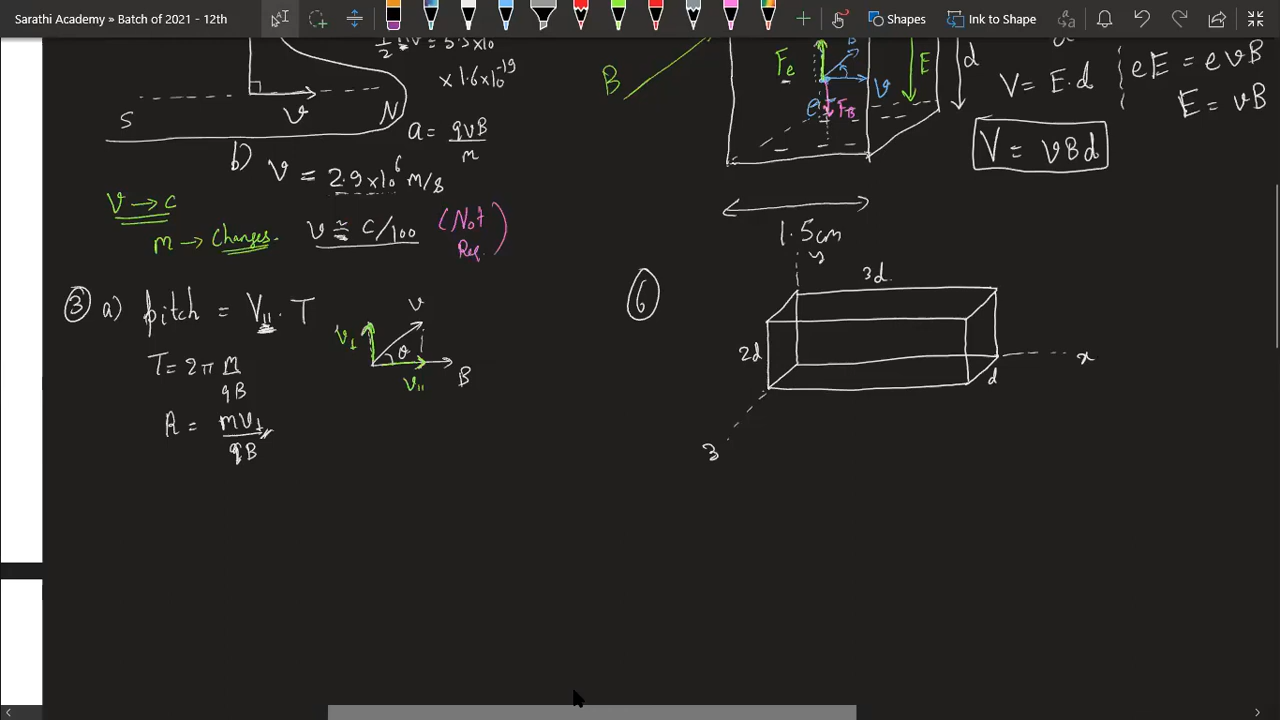 Sarathi Academy » Batch of 2021 - 12th
Shapes
Ink to Shape
× 1.6×10⁻¹⁹
S
v
N
a = qvB/m
b) v = 2.9×10⁶ m/s
v → c
m → Changes.
v ≅ c/100 (Not Req.)
③ a) pitch = V∥ · T
T = 2π m/qB
R = mv⊥/qB
v
V⊥
θ
V∥
B
B
Fe
v
e
FB
E
d
V = E·d
eE = evB
E = vB
V = vBd
1.5cm
⑥
y
3d
2d
d
x
3